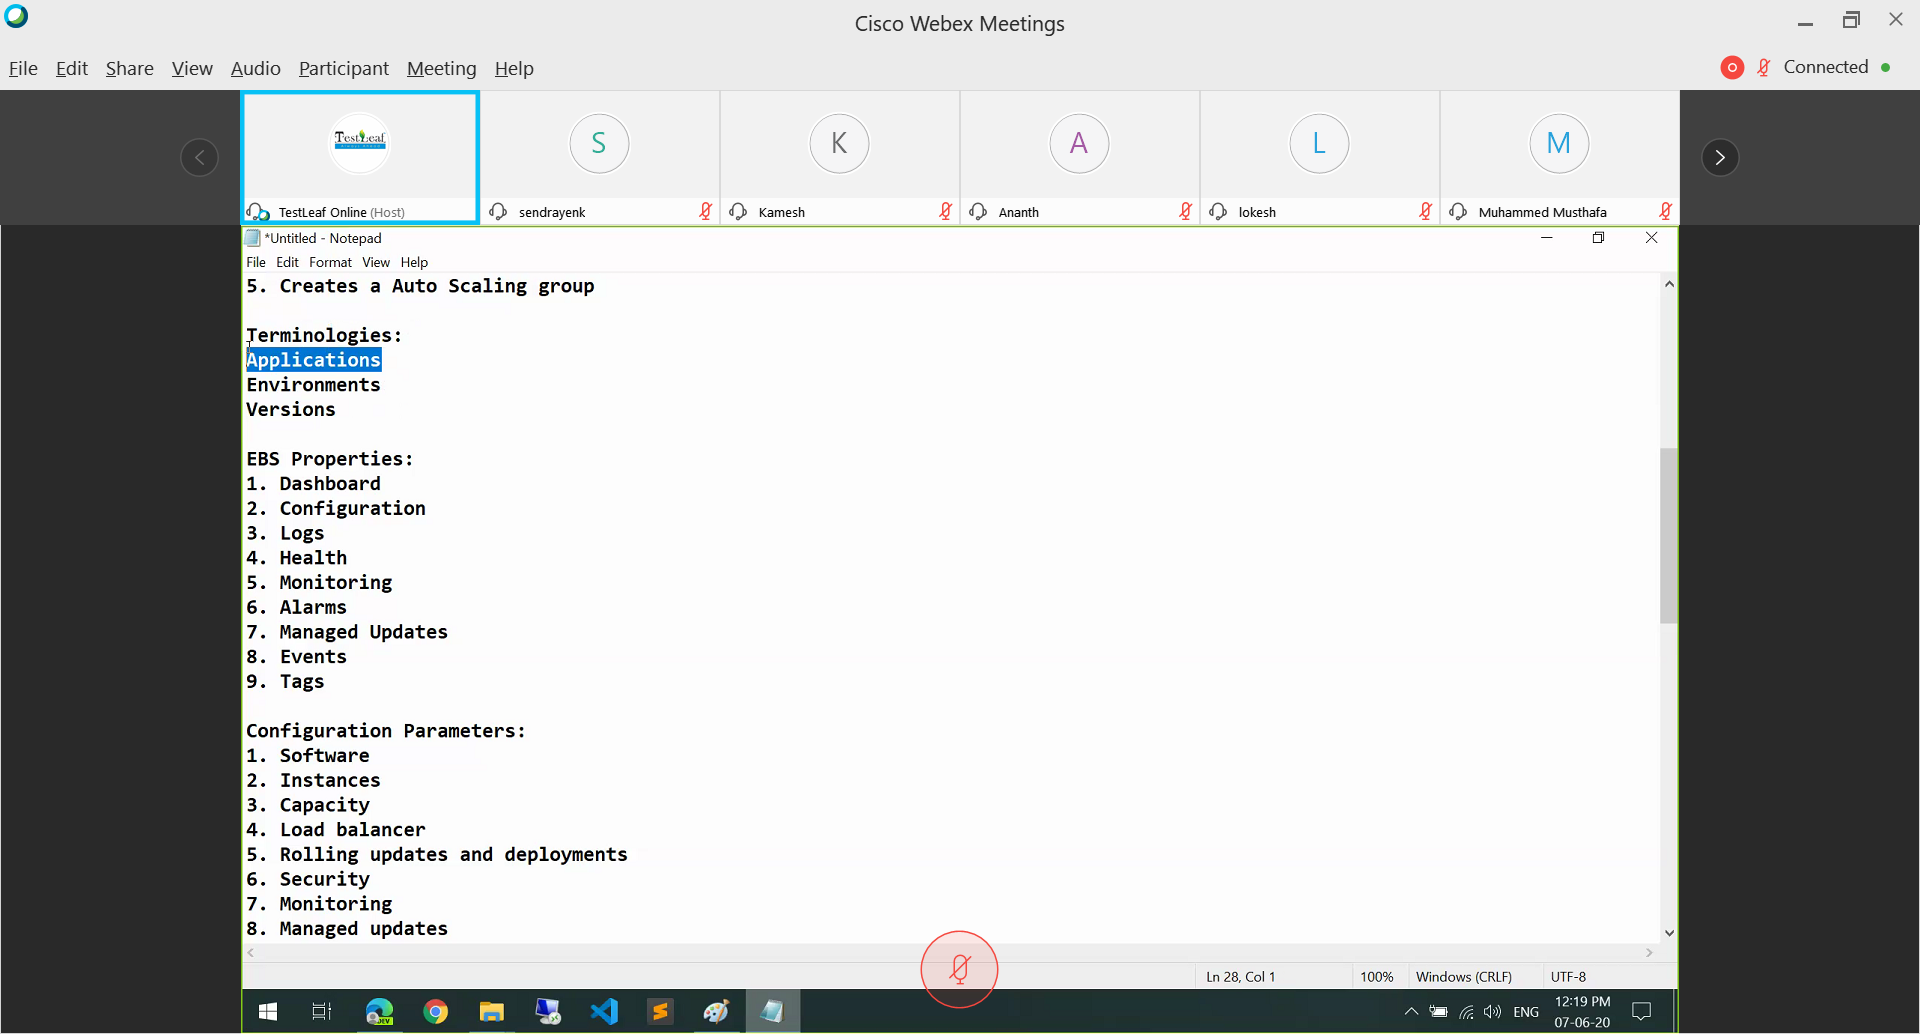 Cisco Webex Meetings
File Edit Share View Audio Participant Meeting Help
Connected
TestLeaf
S
K
A
L
M
TestLeaf Online (Host)
sendrayenk
Kamesh
Ananth
lokesh
Muhammed Musthafa
*Untitled - Notepad
File Edit Format View Help
5. Creates a Auto Scaling group
Terminologies:
Applications
Environments
Versions
EBS Properties:
1. Dashboard
2. Configuration
3. Logs
4. Health
5. Monitoring
6. Alarms
7. Managed Updates
8. Events
9. Tags
Configuration Parameters:
1. Software
2. Instances
3. Capacity
4. Load balancer
5. Rolling updates and deployments
6. Security
7. Monitoring
8. Managed updates
Ln 28, Col 1
100%
Windows (CRLF)
UTF-8
DEV
ENG
12:19 PM
07-06-20